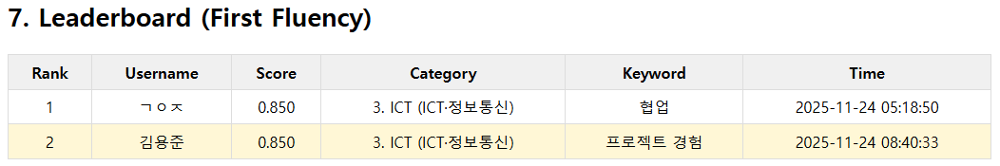 7. Leaderboard (First Fluency)
Rank Username Score Category Keyword Time
1 ㄱㅇㅈ 0.850 3. ICT (ICT·정보통신) 협업 2025-11-24 05:18:50
2 김용준 0.850 3. ICT (ICT·정보통신) 프로젝트 경험 2025-11-24 08:40:33